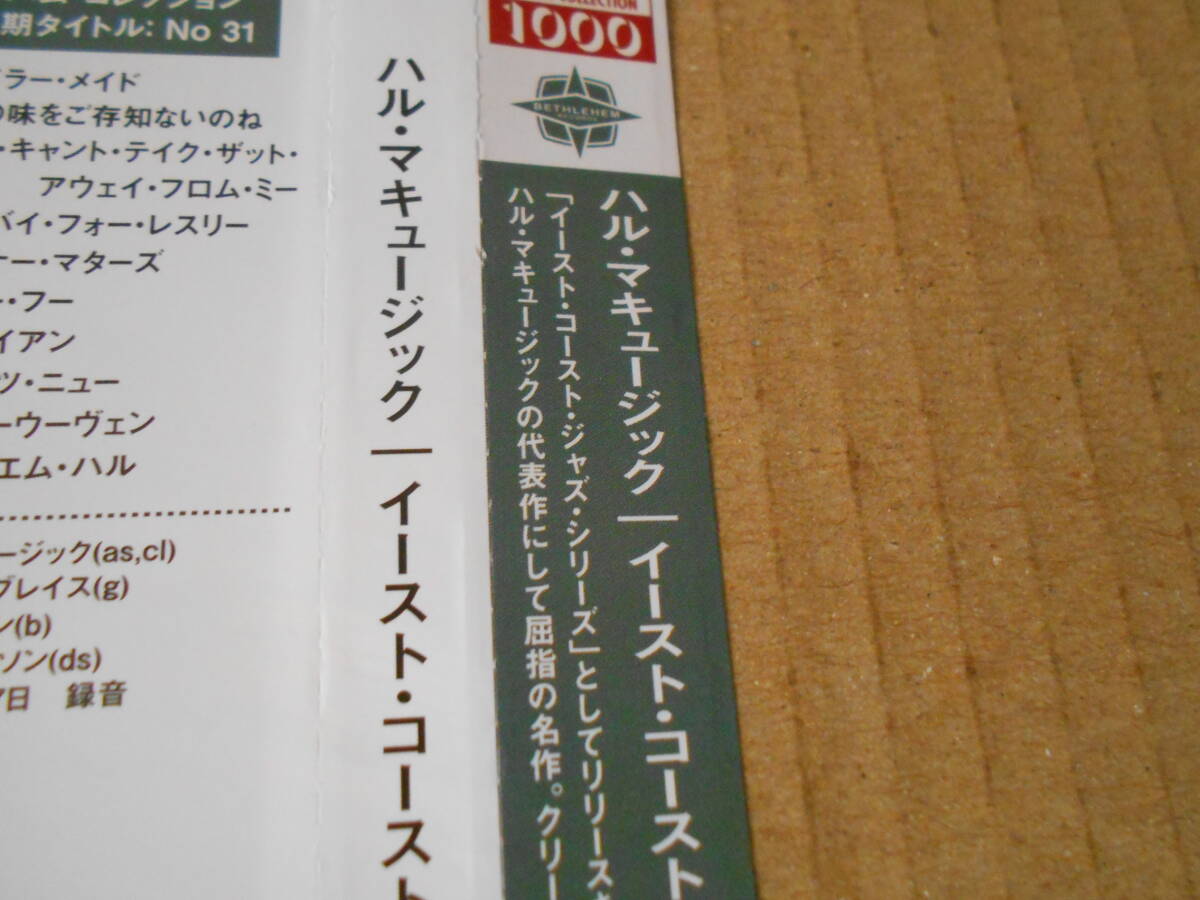 期タイトル: No 31
ラー・メイド
の味をご存知ないのね
・キャント・テイク・ザット・
アウェイ・フロム・ミー
バイ・フォー・レスリー
ナー・マターズ
ー・フー
イアン
ツ・ニュー
ー・ウーヴェン
エム・ハル
ージック(as,cl)
プレイス(g)
ン(b)
ソン(ds)
7日 録音
ハル・マキュージック | イースト・コースト
COLLECTION
1000
BETHLEHEM
RECORDS
ハル・マキュージック | イースト・コースト
「イースト・コースト・ジャズ・シリーズ」としてリリース
ハル・マキュージックの代表作にして屈指の名作。クリー